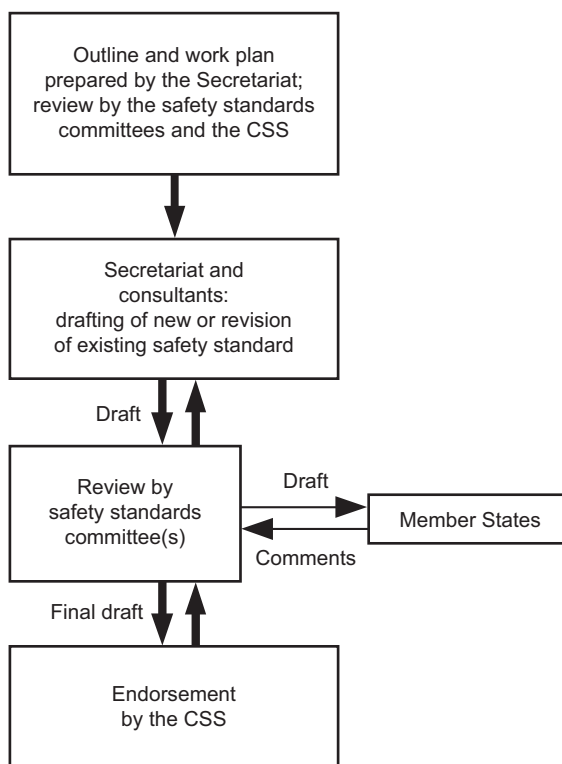 Outline and work plan
prepared by the Secretariat;
review by the safety standards
committees and the CSS
Secretariat and
consultants:
drafting of new or revision
of existing safety standard
Draft
Review by
safety standards
committee(s)
Draft
Member States
Comments
Final draft
Endorsement
by the CSS